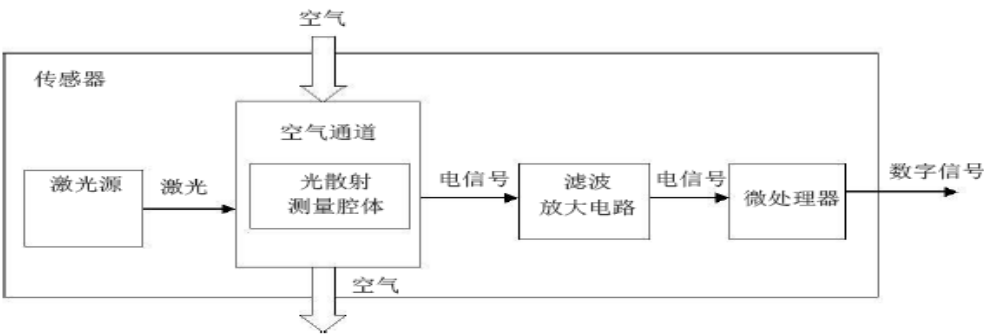 空气
传感器
空气通道
激光源
激光
光散射
测量腔体
电信号
滤波
放大电路
电信号
微处理器
数字信号
空气